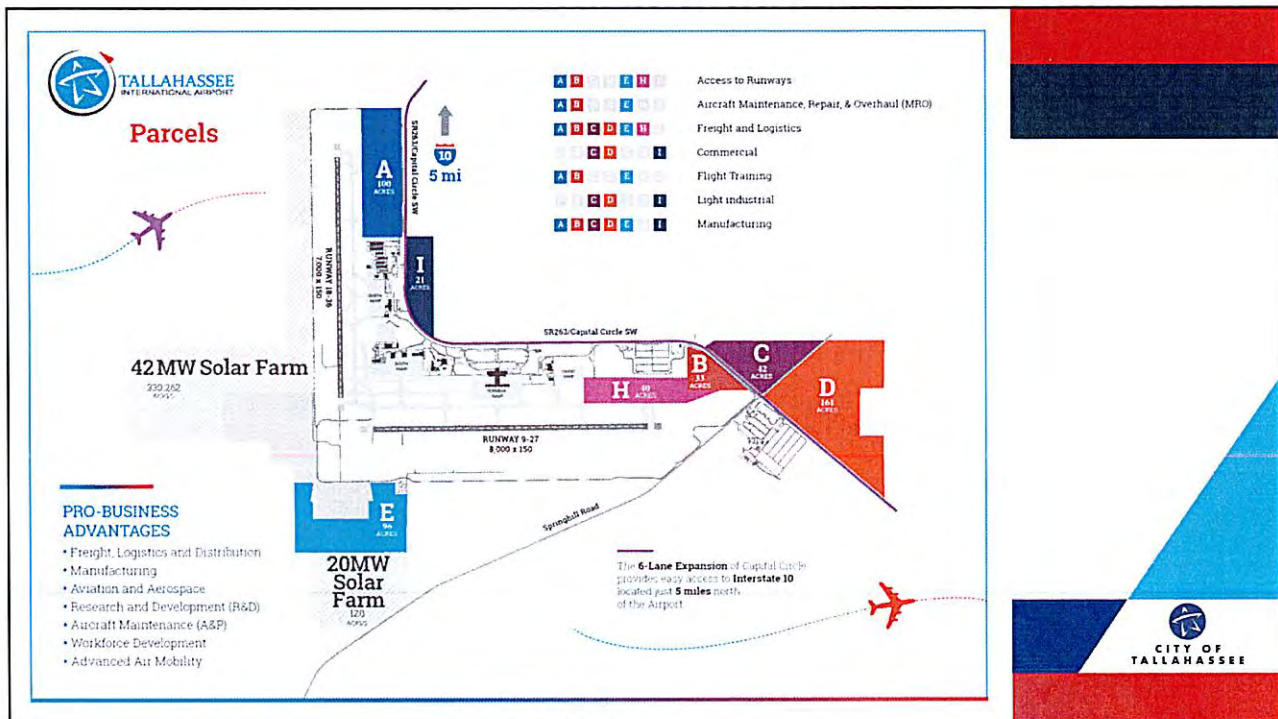 TALLAHASSEE
INTERNATIONAL AIRPORT
Parcels
A B E H Access to Runways
A B E Aircraft Maintenance, Repair, & Overhaul (MRO)
A B C D E H Freight and Logistics
C D I Commercial
A B E Flight Training
C D I Light industrial
A B C D E I Manufacturing
SR263/Capital Circle SW
10
5 mi
A
100
ACRES
RUNWAY 18-36
7,000 x 150
I
21
ACRES
SR263/Capital Circle SW
42MW Solar Farm
330.262
ACRES
H 40
ACRES
B
33
ACRES
C
42
ACRES
D
161
ACRES
RUNWAY 9-27
8,000 x 150
E
96
ACRES
Springhill Road
20MW
Solar
Farm
120
ACRES
PRO-BUSINESS
ADVANTAGES
• Freight, Logistics and Distribution
• Manufacturing
• Aviation and Aerospace
• Research and Development (R&D)
• Aircraft Maintenance (A&P)
• Workforce Development
• Advanced Air Mobility
The 6-Lane Expansion of Capital Circle
provides easy access to Interstate 10
located just 5 miles north
of the Airport
CITY OF
TALLAHASSEE